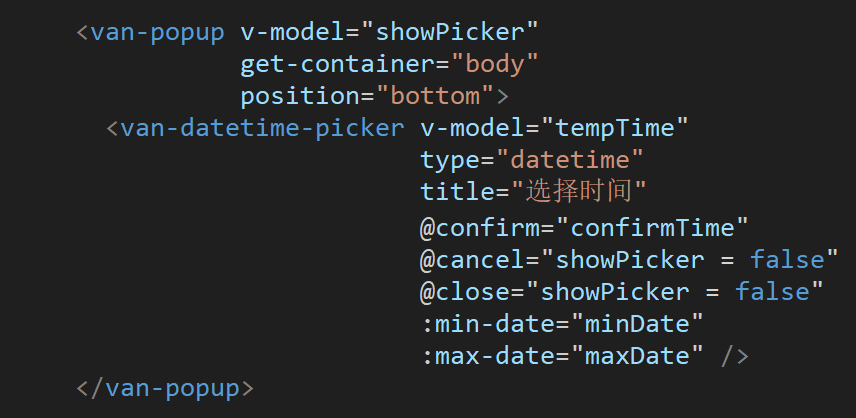 <van-popup v-model="showPicker"
get-container="body"
position="bottom">
<van-datetime-picker v-model="tempTime"
type="datetime"
title="选择时间"
@confirm="confirmTime"
@cancel="showPicker = false"
@close="showPicker = false"
:min-date="minDate"
:max-date="maxDate" />
</van-popup>